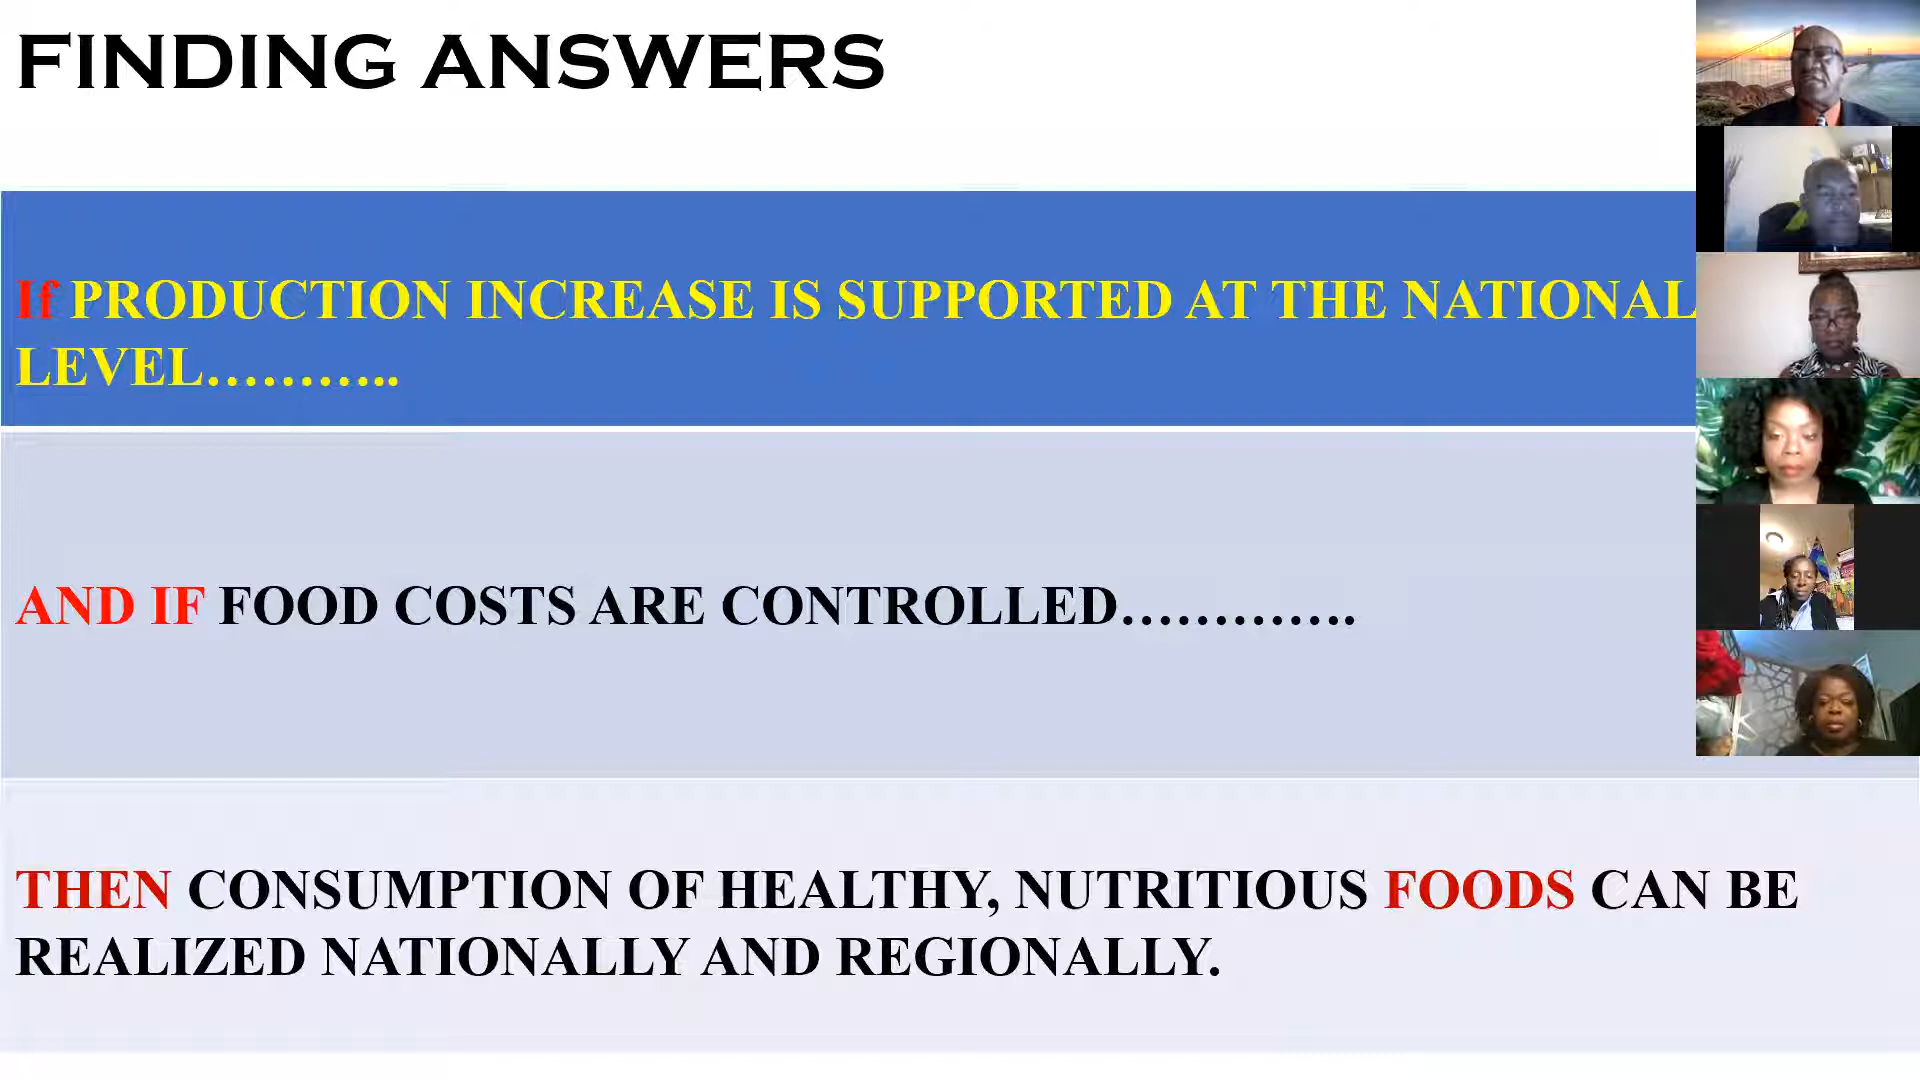 FINDING ANSWERS
If PRODUCTION INCREASE IS SUPPORTED AT THE NATIONAL
LEVEL………..
AND IF FOOD COSTS ARE CONTROLLED………….
THEN CONSUMPTION OF HEALTHY, NUTRITIOUS FOODS CAN BE
REALIZED NATIONALLY AND REGIONALLY.